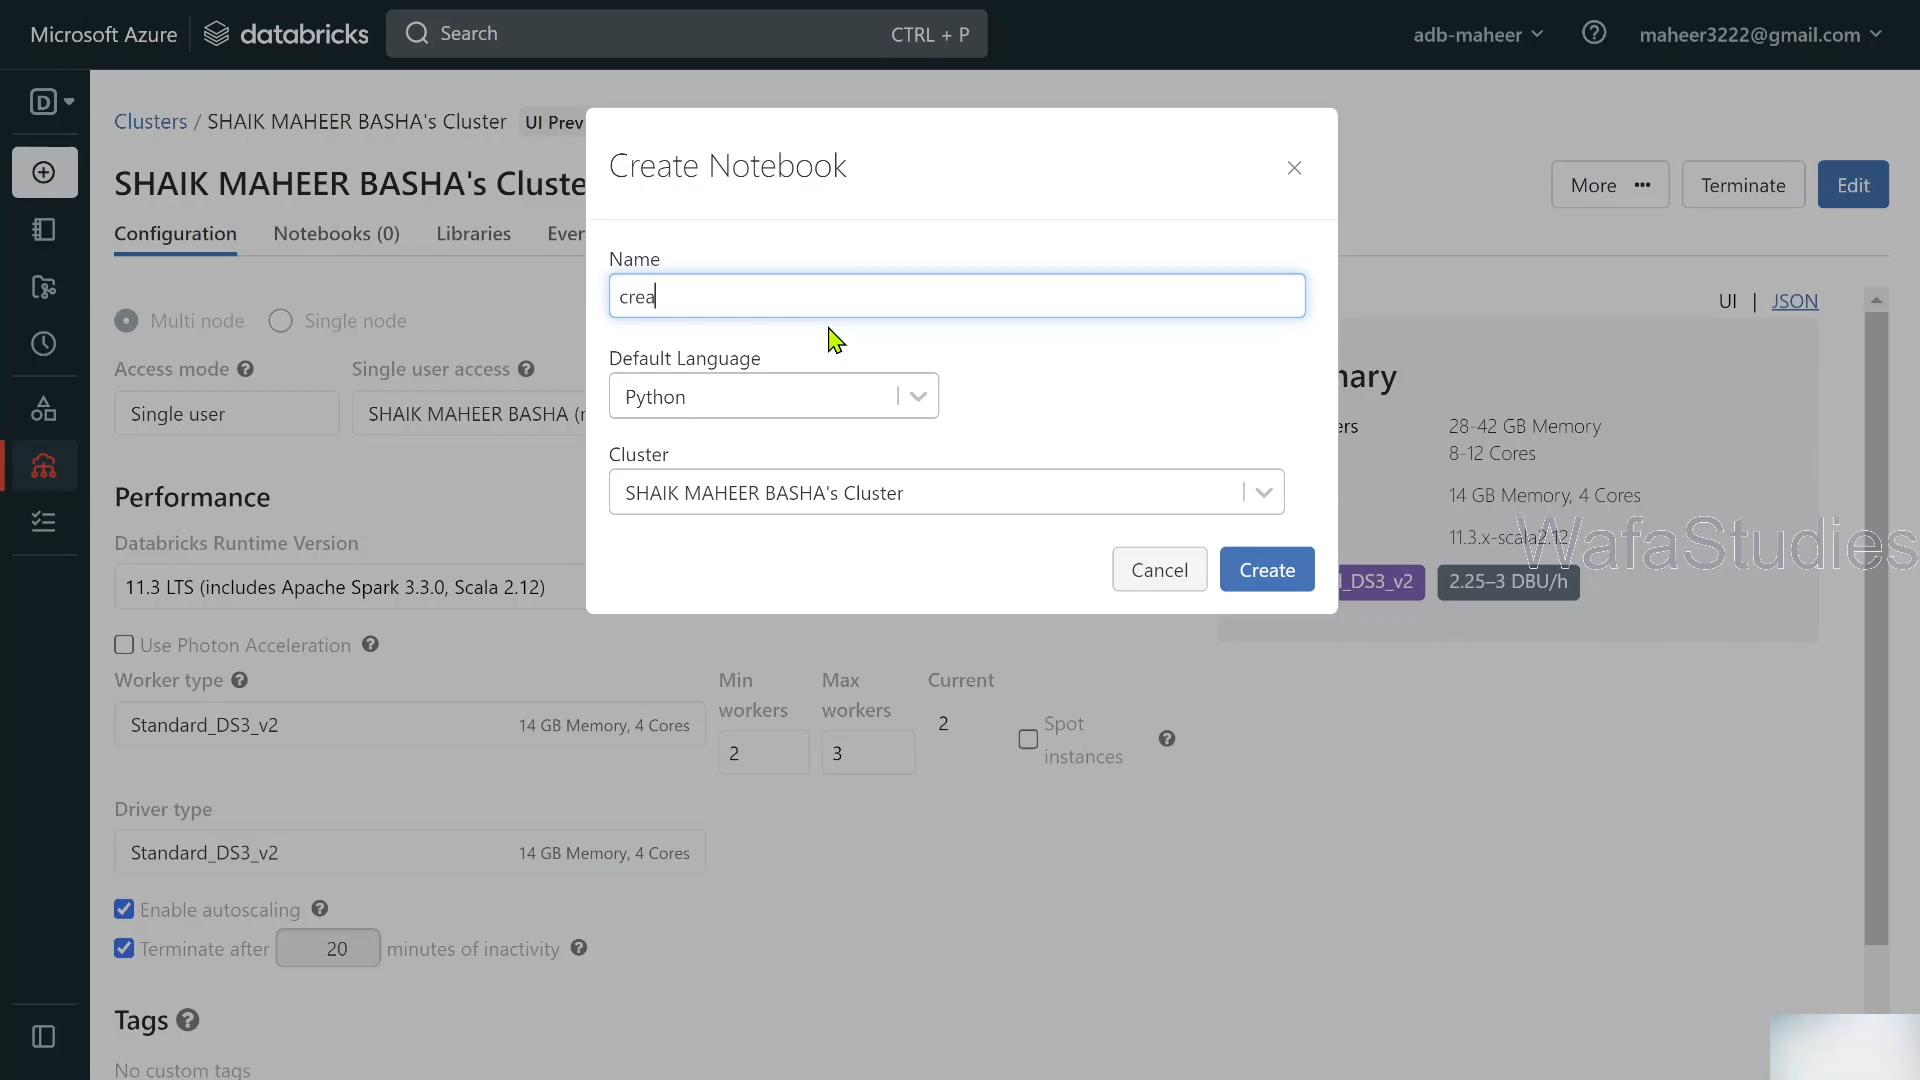 Microsoft Azure databricks Search CTRL + P adb-maheer maheer3222@gmail.com
Clusters / SHAIK MAHEER BASHA's Cluster UI Prev
SHAIK MAHEER BASHA's Cluste
More ··· Terminate Edit
Configuration Notebooks (0) Libraries Ever
Create Notebook
Name
crea
Default Language
Python
Cluster
SHAIK MAHEER BASHA's Cluster
Cancel Create
UI | JSON
Multi node Single node
Access mode Single user access
Single user SHAIK MAHEER BASHA (r
nary
ers 28-42 GB Memory
8-12 Cores
14 GB Memory, 4 Cores
11.3.x-scala2.12
WafaStudies
l_DS3_v2 2.25–3 DBU/h
Performance
Databricks Runtime Version
11.3 LTS (includes Apache Spark 3.3.0, Scala 2.12)
Use Photon Acceleration
Worker type Min workers Max workers Current
Standard_DS3_v2 14 GB Memory, 4 Cores 2 3 2 Spot instances
Driver type
Standard_DS3_v2 14 GB Memory, 4 Cores
Enable autoscaling
Terminate after 20 minutes of inactivity
Tags
No custom tags